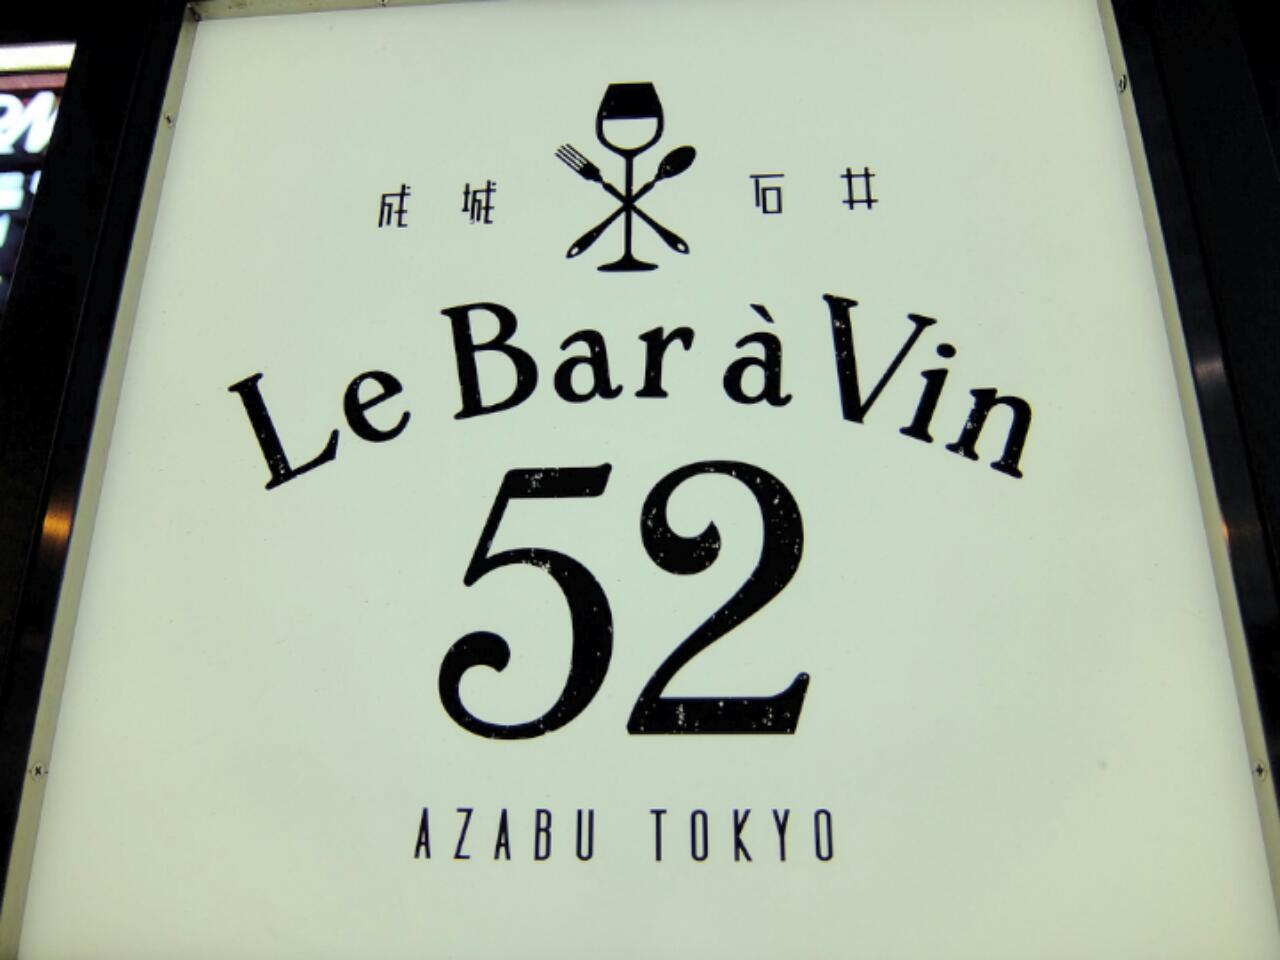 成城石井
Le Bar à Vin
52
AZABU TOKYO